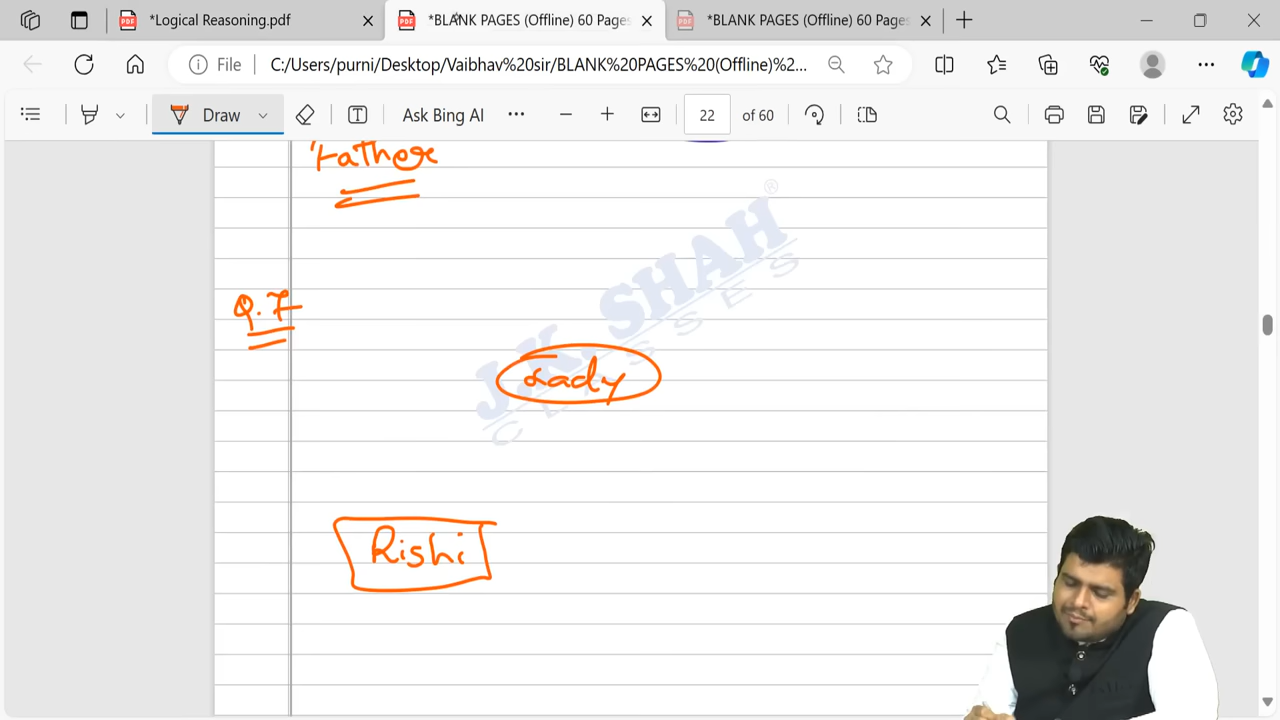 *Logical Reasoning.pdf
*BLANK PAGES (Offline) 60 Pages
*BLANK PAGES (Offline) 60 Pages
File
C:/Users/purni/Desktop/Vaibhav%20sir/BLANK%20PAGES%20(Offline)%2...
Draw
Ask Bing AI
22
of 60
Father
J.K. SHAH ®
CLASSES
Q.7
Lady
Rishi